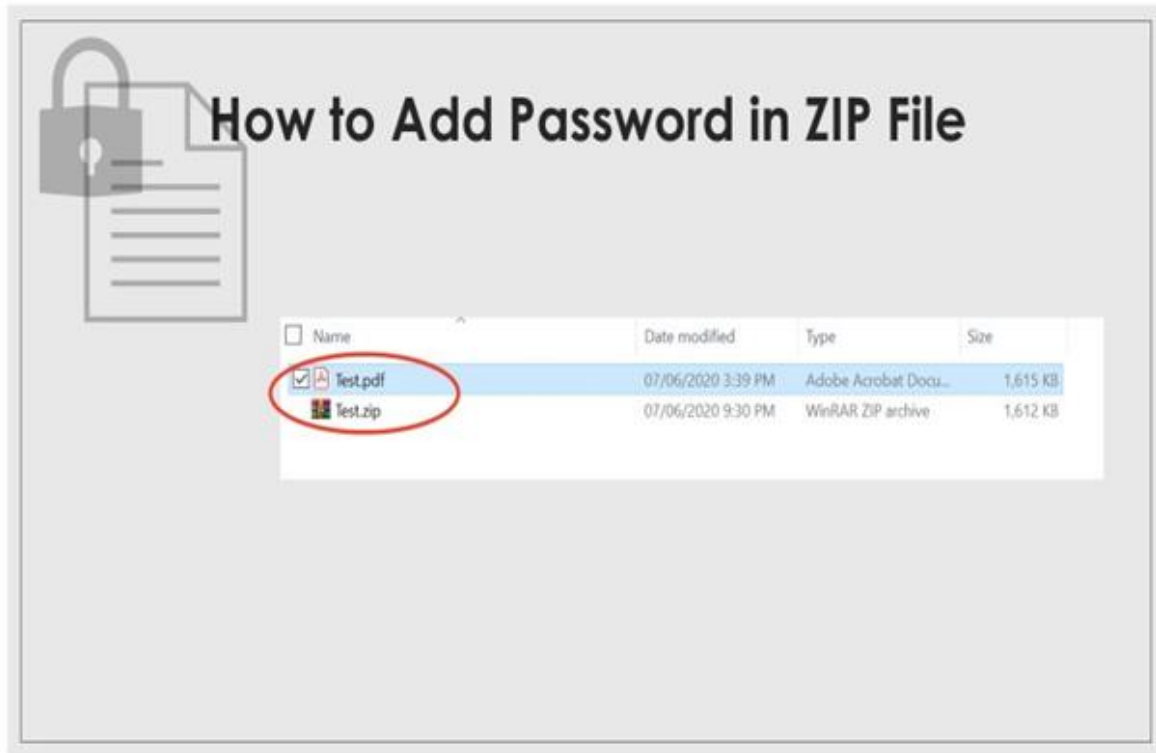 How to Add Password in ZIP File
Name Date modified Type Size
Test.pdf 07/06/2020 3:39 PM Adobe Acrobat Docu... 1,615 KB
Test.zip 07/06/2020 9:30 PM WinRAR ZIP archive 1,612 KB